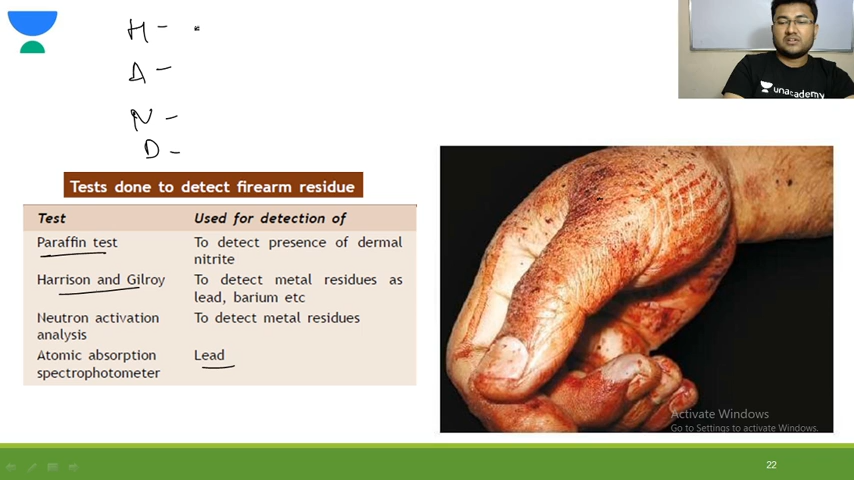 H -
A -
N -
D -
unacademy
Tests done to detect firearm residue
Test Used for detection of
Paraffin test To detect presence of dermal
nitrite
Harrison and Gilroy To detect metal residues as
lead, barium etc
Neutron activation To detect metal residues
analysis
Atomic absorption Lead
spectrophotometer
Activate Windows
Go to Settings to activate Windows.
22